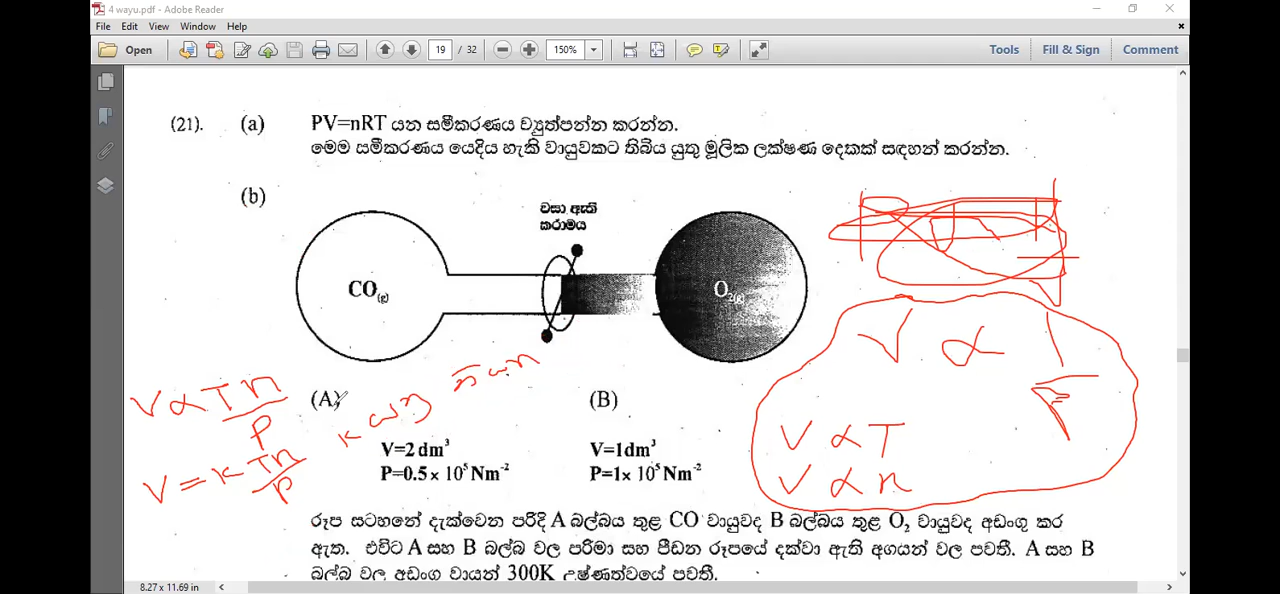 4 wayu.pdf - Adobe Reader
File Edit View Window Help
Open 19 / 32 150% Tools Fill & Sign Comment
(21). (a) PV=nRT යන සමීකරණය ව්‍යුත්පන්න කරන්න.
මෙම සමීකරණය යෙදිය හැකි වායුවකට තිබිය යුතු මූලික ලක්ෂණ දෙකක් සඳහන් කරන්න.
(b)
වසා ඇති
කරාමය
CO(g)
O2(g)
V ∝ 1/P
V ∝ T
V ∝ n
V ∝ Tn/P
V = K Tn/P
K යනු
(A) (B)
V=2 dm³ V=1dm³
P=0.5 × 10⁵ Nm⁻² P=1× 10⁵ Nm⁻²
රූප සටහනේ දැක්වෙන පරිදි A බල්බය තුළ CO වායුවද B බල්බය තුළ O₂ වායුවද අඩංගු කර
ඇත. එවිට A සහ B බල්බ වල පරිමා සහ පීඩන රූපයේ දක්වා ඇති අගයන් වල පවතී. A සහ B
බල්බ වල අඩංගු වායූන් 300K උෂ්ණත්වයේ පවතී.
8.27 x 11.69 in